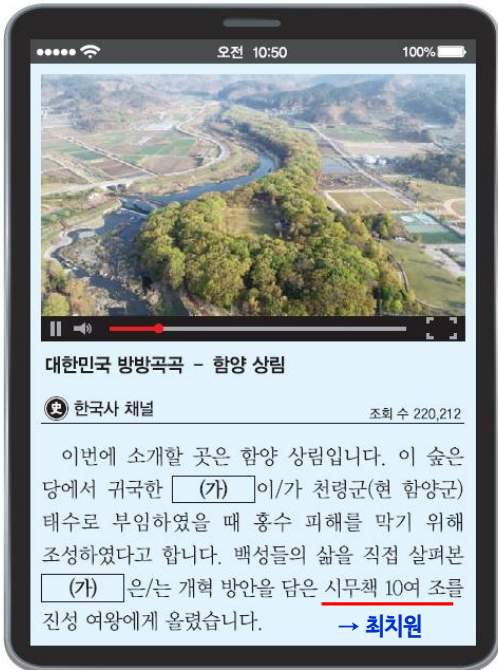 오전 10:50
100%
대한민국 방방곡곡 - 함양 상림
史 한국사 채널
조회 수 220,212
이번에 소개할 곳은 함양 상림입니다. 이 숲은
당에서 귀국한 (가) 이/가 천령군(현 함양군)
태수로 부임하였을 때 홍수 피해를 막기 위해
조성하였다고 합니다. 백성들의 삶을 직접 살펴본
(가) 은/는 개혁 방안을 담은 시무책 10여 조를
진성 여왕에게 올렸습니다.
→ 최치원